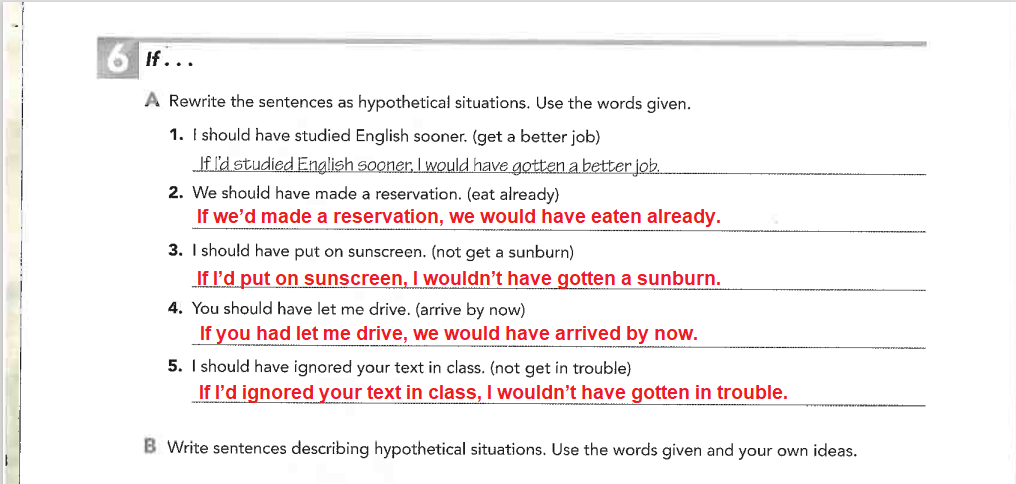 6 If . . .
A Rewrite the sentences as hypothetical situations. Use the words given.
1. I should have studied English sooner. (get a better job)
If I'd studied English sooner, I would have gotten a better job.
2. We should have made a reservation. (eat already)
If we’d made a reservation, we would have eaten already.
3. I should have put on sunscreen. (not get a sunburn)
If I’d put on sunscreen, I wouldn’t have gotten a sunburn.
4. You should have let me drive. (arrive by now)
If you had let me drive, we would have arrived by now.
5. I should have ignored your text in class. (not get in trouble)
If I’d ignored your text in class, I wouldn’t have gotten in trouble.
B Write sentences describing hypothetical situations. Use the words given and your own ideas.